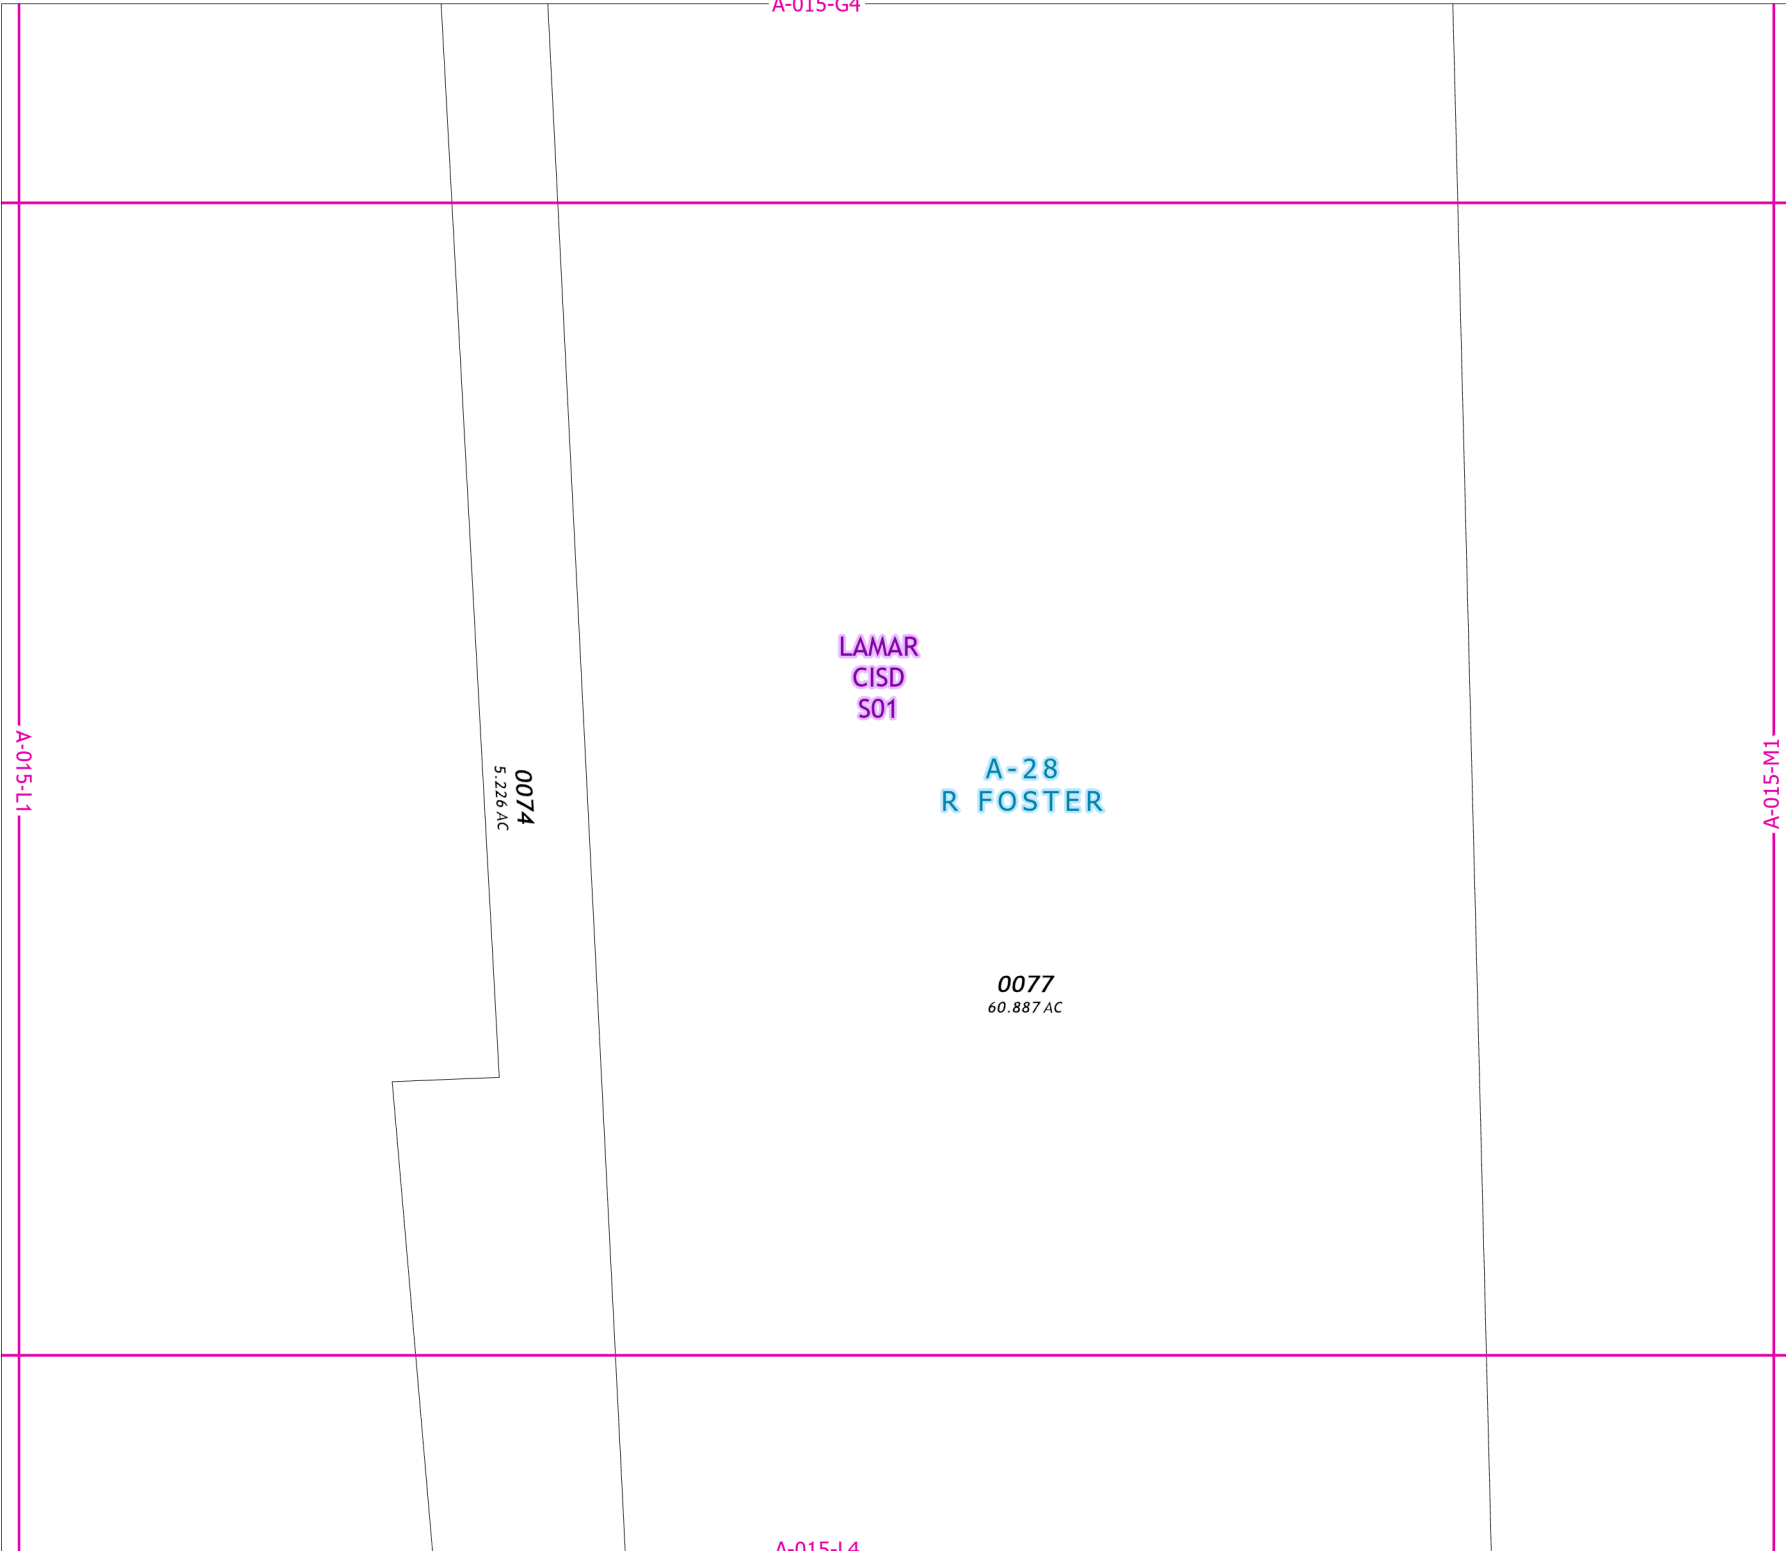 A-015-G4
LAMAR
CISD
S01
A-015-L1
A-28
R FOSTER
A-015-M1
0074
5.226 AC
0077
60.887 AC
A-015-L4